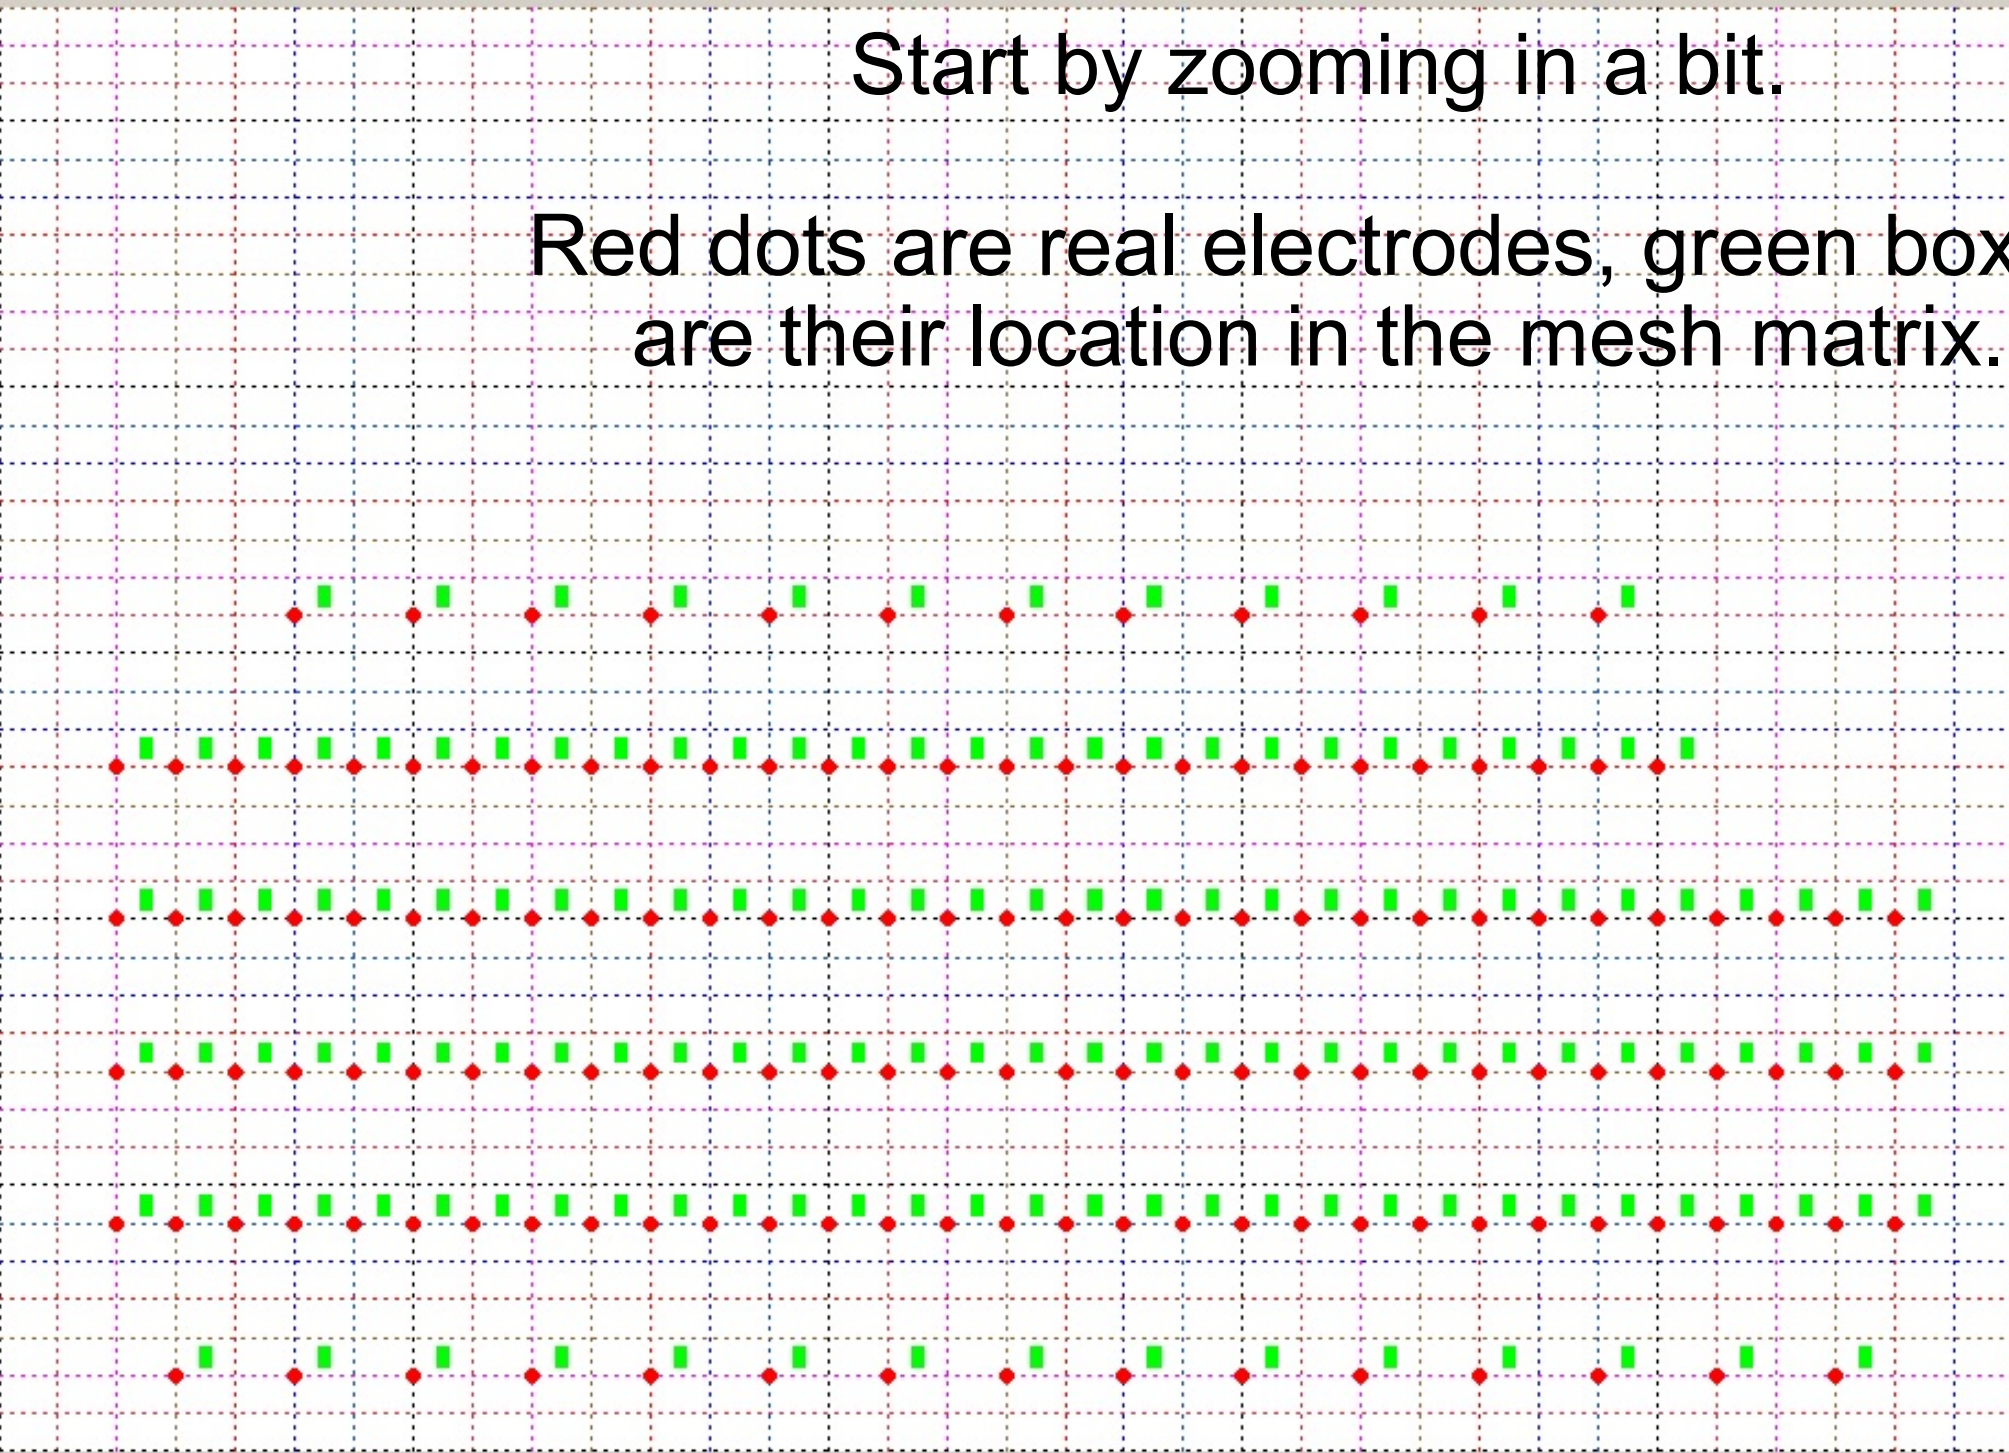 Start by zooming in a bit.
Red dots are real electrodes, green box
are their location in the mesh matrix.